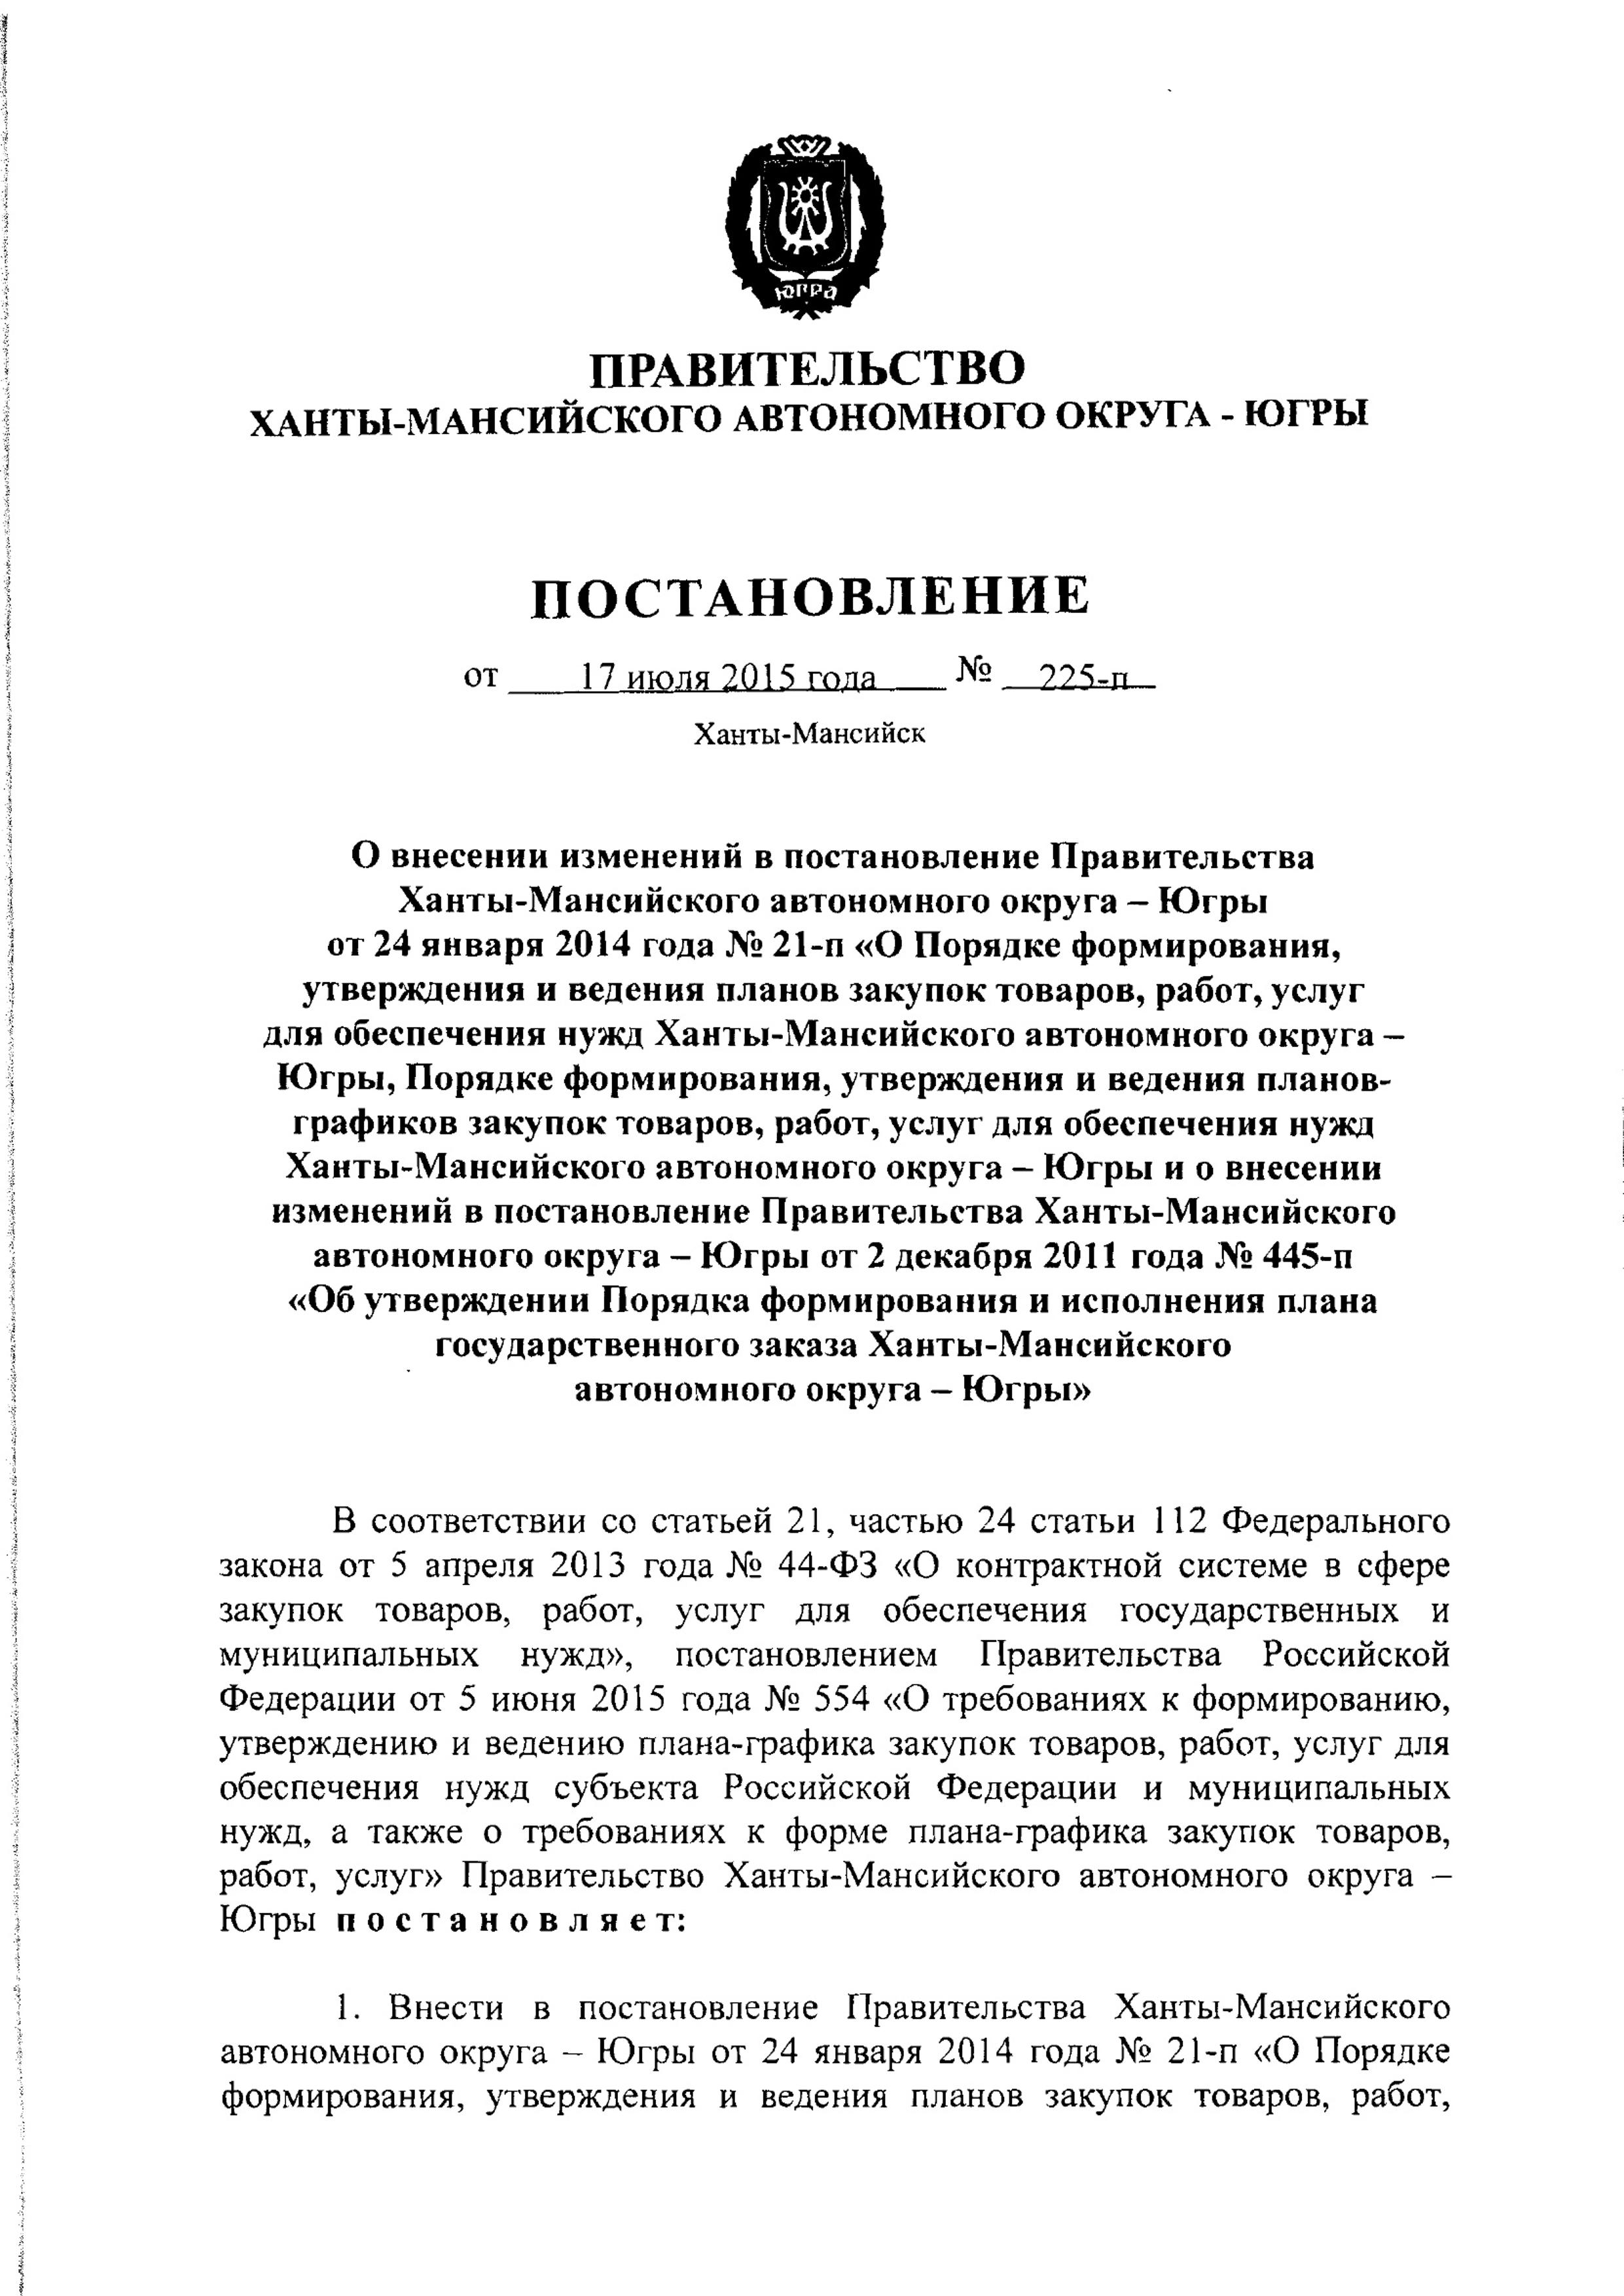 ЮГРА
ПРАВИТЕЛЬСТВО
ХАНТЫ-МАНСИЙСКОГО АВТОНОМНОГО ОКРУГА - ЮГРЫ
ПОСТАНОВЛЕНИЕ
от 17 июля 2015 года № 225-п
Ханты-Мансийск
О внесении изменений в постановление Правительства
Ханты-Мансийского автономного округа – Югры
от 24 января 2014 года № 21-п «О Порядке формирования,
утверждения и ведения планов закупок товаров, работ, услуг
для обеспечения нужд Ханты-Мансийского автономного округа –
Югры, Порядке формирования, утверждения и ведения планов-
графиков закупок товаров, работ, услуг для обеспечения нужд
Ханты-Мансийского автономного округа – Югры и о внесении
изменений в постановление Правительства Ханты-Мансийского
автономного округа – Югры от 2 декабря 2011 года № 445-п
«Об утверждении Порядка формирования и исполнения плана
государственного заказа Ханты-Мансийского
автономного округа – Югры»
В соответствии со статьей 21, частью 24 статьи 112 Федерального
закона от 5 апреля 2013 года № 44-ФЗ «О контрактной системе в сфере
закупок товаров, работ, услуг для обеспечения государственных и
муниципальных нужд», постановлением Правительства Российской
Федерации от 5 июня 2015 года № 554 «О требованиях к формированию,
утверждению и ведению плана-графика закупок товаров, работ, услуг для
обеспечения нужд субъекта Российской Федерации и муниципальных
нужд, а также о требованиях к форме плана-графика закупок товаров,
работ, услуг» Правительство Ханты-Мансийского автономного округа –
Югры п о с т а н о в л я е т:
1. Внести в постановление Правительства Ханты-Мансийского
автономного округа – Югры от 24 января 2014 года № 21-п «О Порядке
формирования, утверждения и ведения планов закупок товаров, работ,